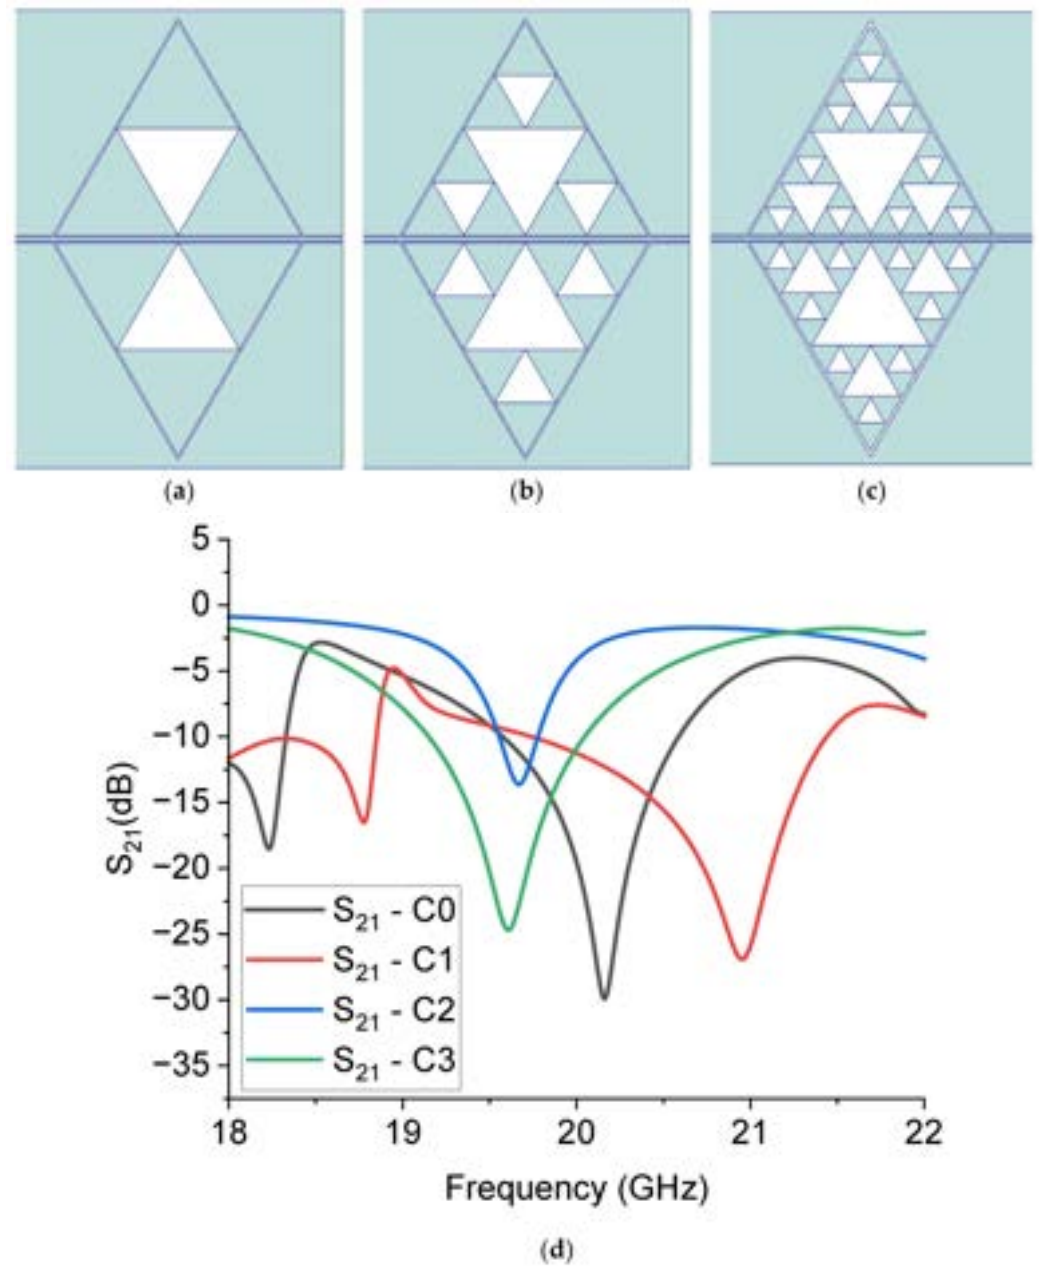 (a) (b) (c)
5
0
−5
−10
−15
−20
−25
−30
−35
S21(dB)
S21 - C0
S21 - C1
S21 - C2
S21 - C3
18 19 20 21 22
Frequency (GHz)
(d)